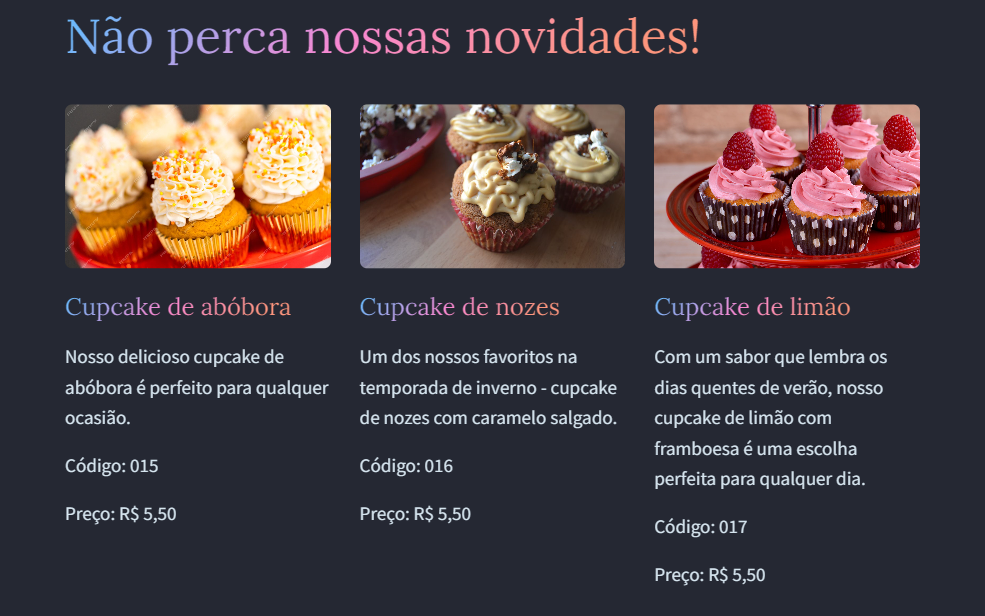 Não perca nossas novidades!
Cupcake de abóbora
Nosso delicioso cupcake de
abóbora é perfeito para qualquer
ocasião.
Código: 015
Preço: R$ 5,50
Cupcake de nozes
Um dos nossos favoritos na
temporada de inverno - cupcake
de nozes com caramelo salgado.
Código: 016
Preço: R$ 5,50
Cupcake de limão
Com um sabor que lembra os
dias quentes de verão, nosso
cupcake de limão com
framboesa é uma escolha
perfeita para qualquer dia.
Código: 017
Preço: R$ 5,50